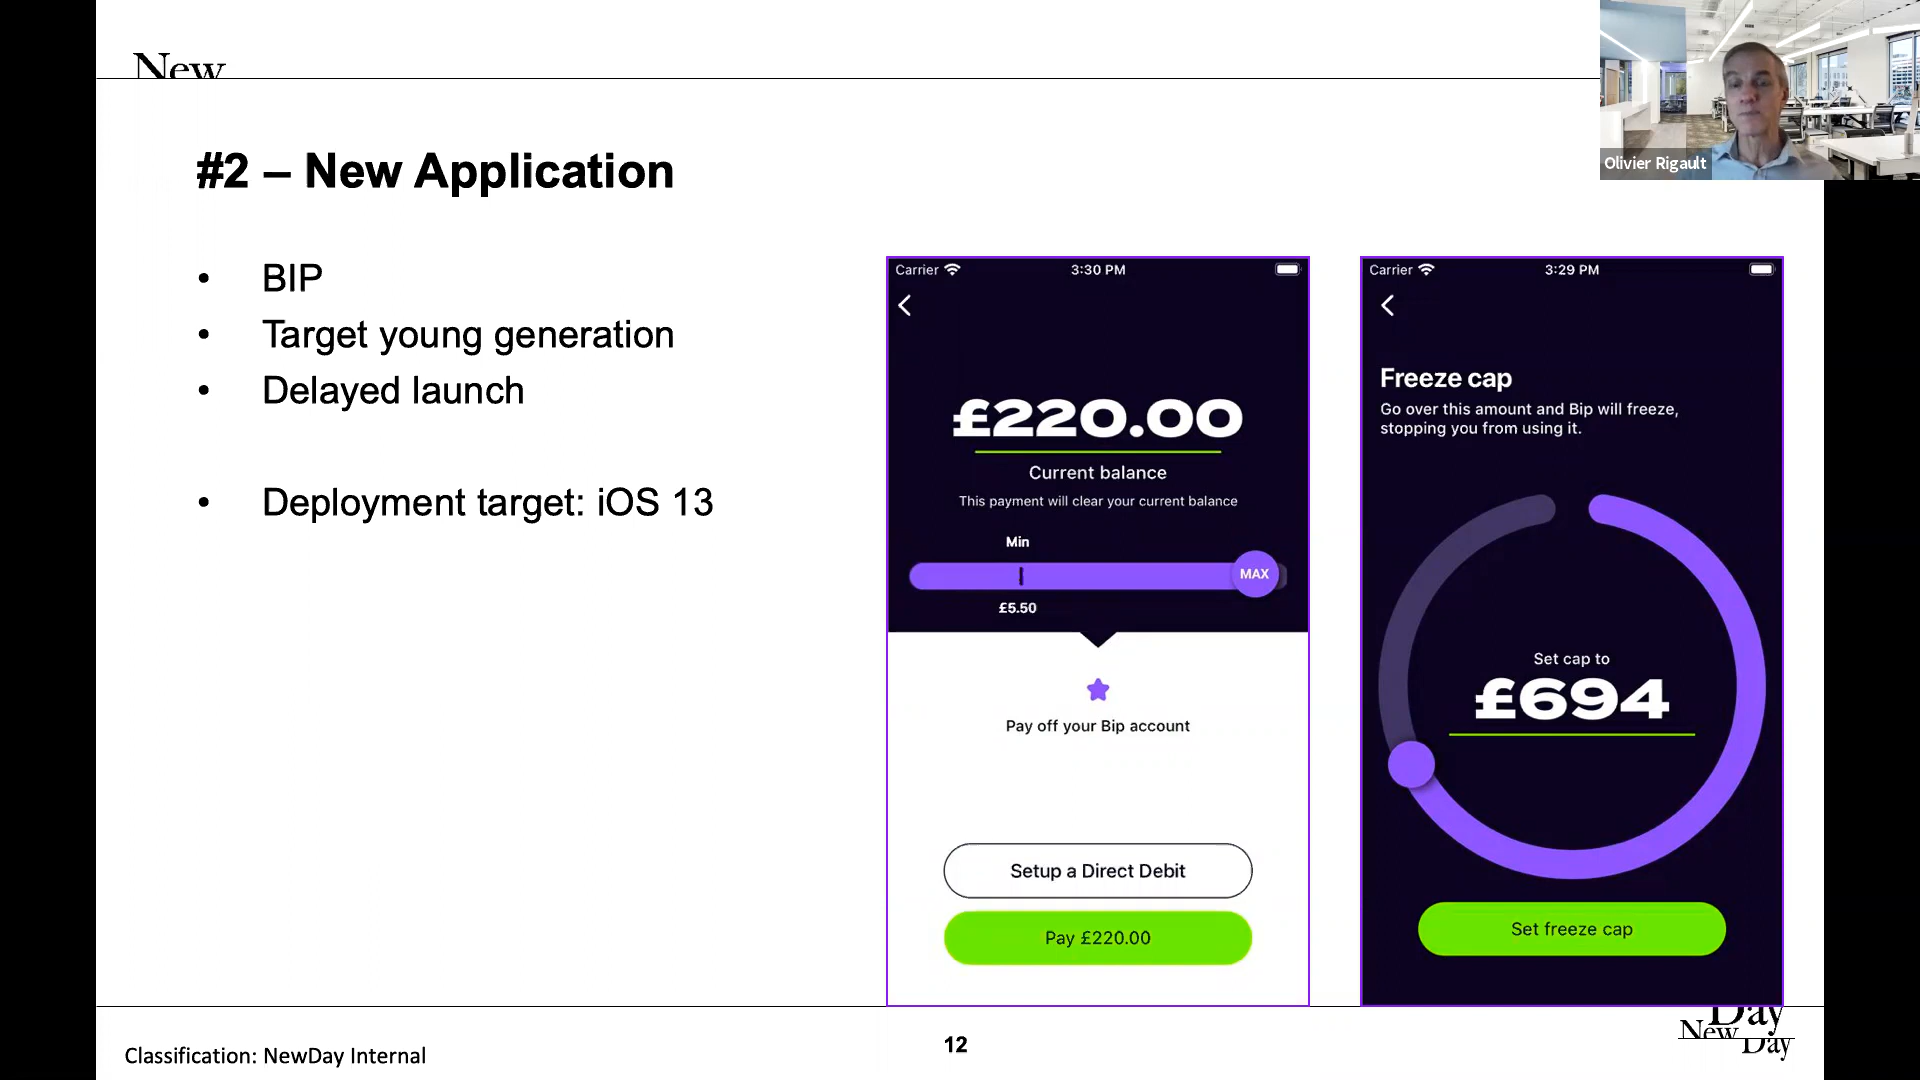 New
Olivier Rigault
#2 – New Application
• BIP
• Target young generation
• Delayed launch
• Deployment target: iOS 13
Carrier 3:30 PM
£220.00
Current balance
This payment will clear your current balance
Min
MAX
£5.50
Pay off your Bip account
Setup a Direct Debit
Pay £220.00
Carrier 3:29 PM
Freeze cap
Go over this amount and Bip will freeze,
stopping you from using it.
Set cap to
£694
Set freeze cap
Classification: NewDay Internal
12
Day
New
Day